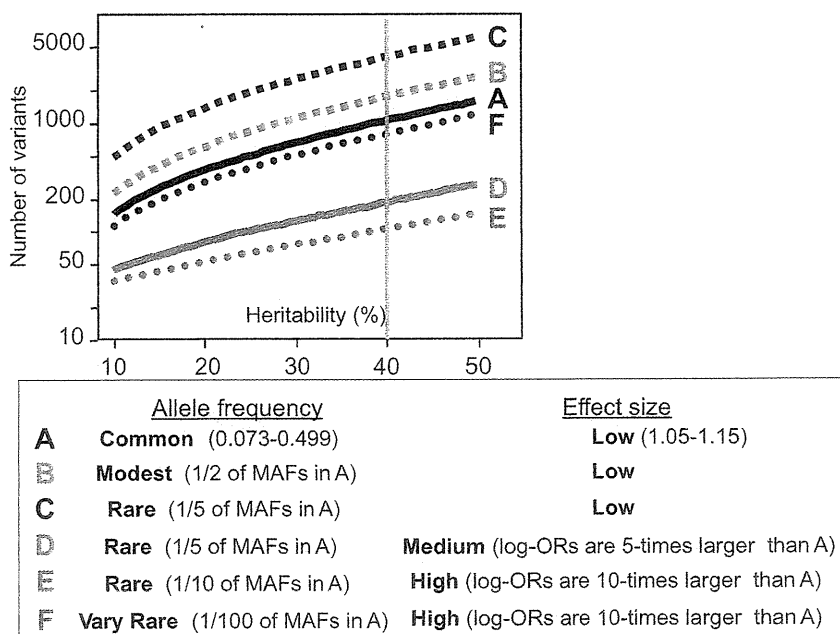 5000
1000
200
50
10
Number of variants
C
B
A
F
D
E
Heritability (%)
10 20 30 40 50
Allele frequency Effect size
A Common (0.073-0.499) Low (1.05-1.15)
B Modest (1/2 of MAFs in A) Low
C Rare (1/5 of MAFs in A) Low
D Rare (1/5 of MAFs in A) Medium (log-ORs are 5-times larger than A)
E Rare (1/10 of MAFs in A) High (log-ORs are 10-times larger than A)
F Vary Rare (1/100 of MAFs in A) High (log-ORs are 10-times larger than A)